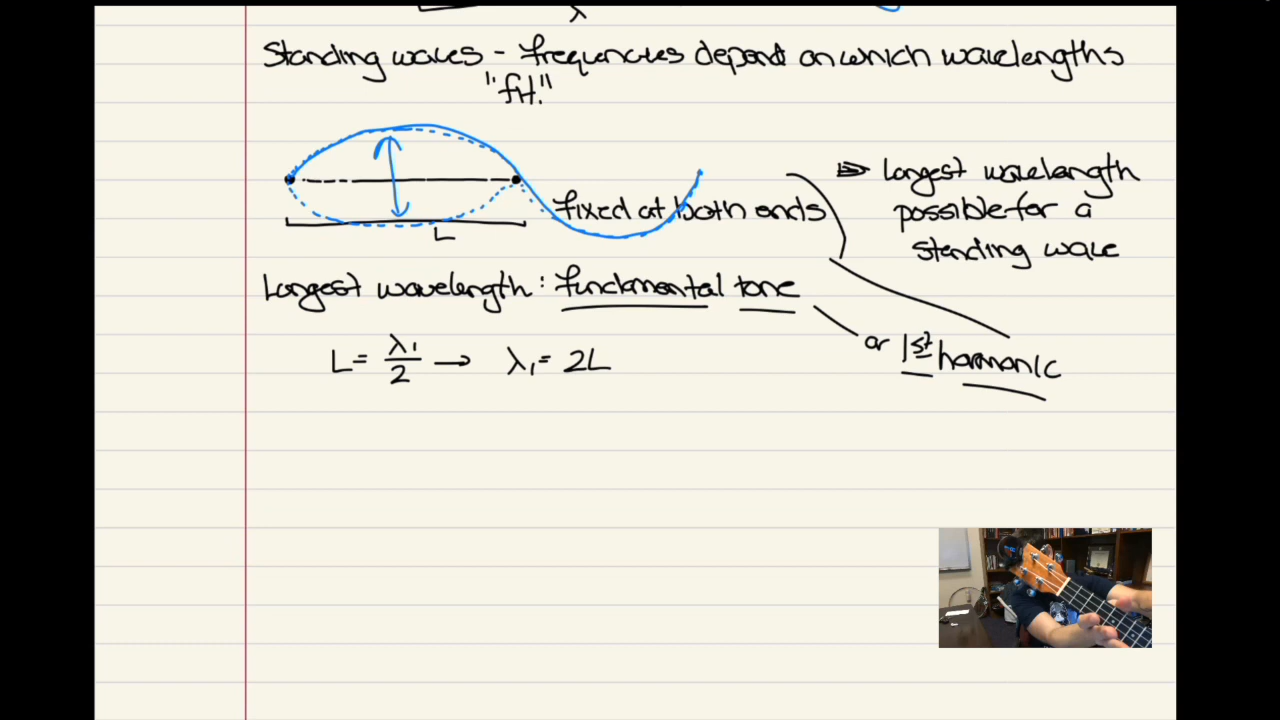 λ
Standing waves - frequencies depend on which wavelengths
"fit."
fixed at both ends
L
⇒ Longest wavelength
possible for a
standing wave
Longest wavelength: fundamental tone
or 1st harmonic
L = λ1/2 → λ1 = 2L